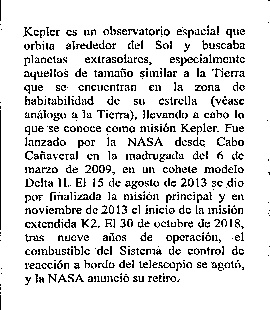 Kepler es un observatorio espacial que
orbita alrededor del Sol y buscaba
planetas extrasolares, especialmente
aquellos de tamaño similar a la Tierra
que se encuentran en la zona de
habitabilidad de su estrella (véase
análogo a la Tierra), llevando a cabo lo
que se conoce como misión Kepler. Fue
lanzado por la NASA desde Cabo
Cañaveral en la madrugada del 6 de
marzo de 2009, en un cohete modelo
Delta II. El 15 de agosto de 2013 se dio
por finalizada la misión principal y en
noviembre de 2013 el inicio de la misión
extendida K2. El 30 de octubre de 2018,
tras nueve años de operación, el
combustible del Sistema de control de
reacción a bordo del telescopio se agotó,
y la NASA anunció su retiro.